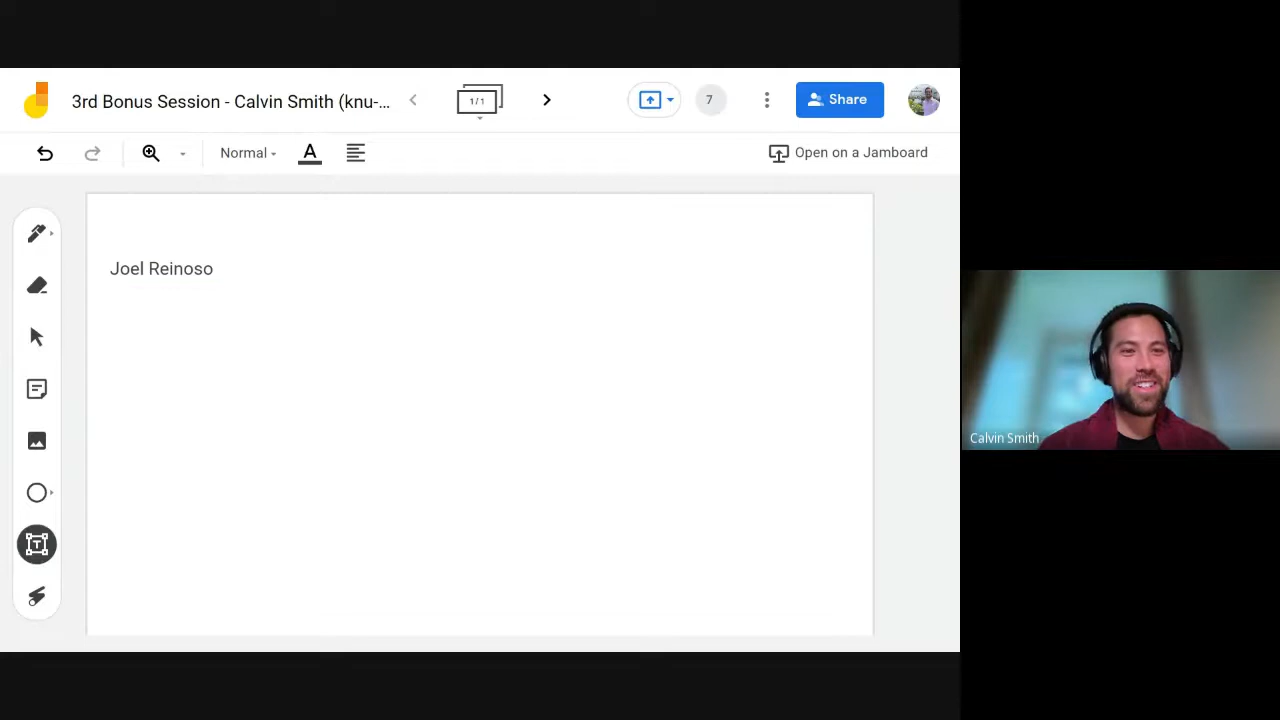 3rd Bonus Session - Calvin Smith (knu-...
1/1
7
Share
Normal
A
Open on a Jamboard
Joel Reinoso
T
Calvin Smith